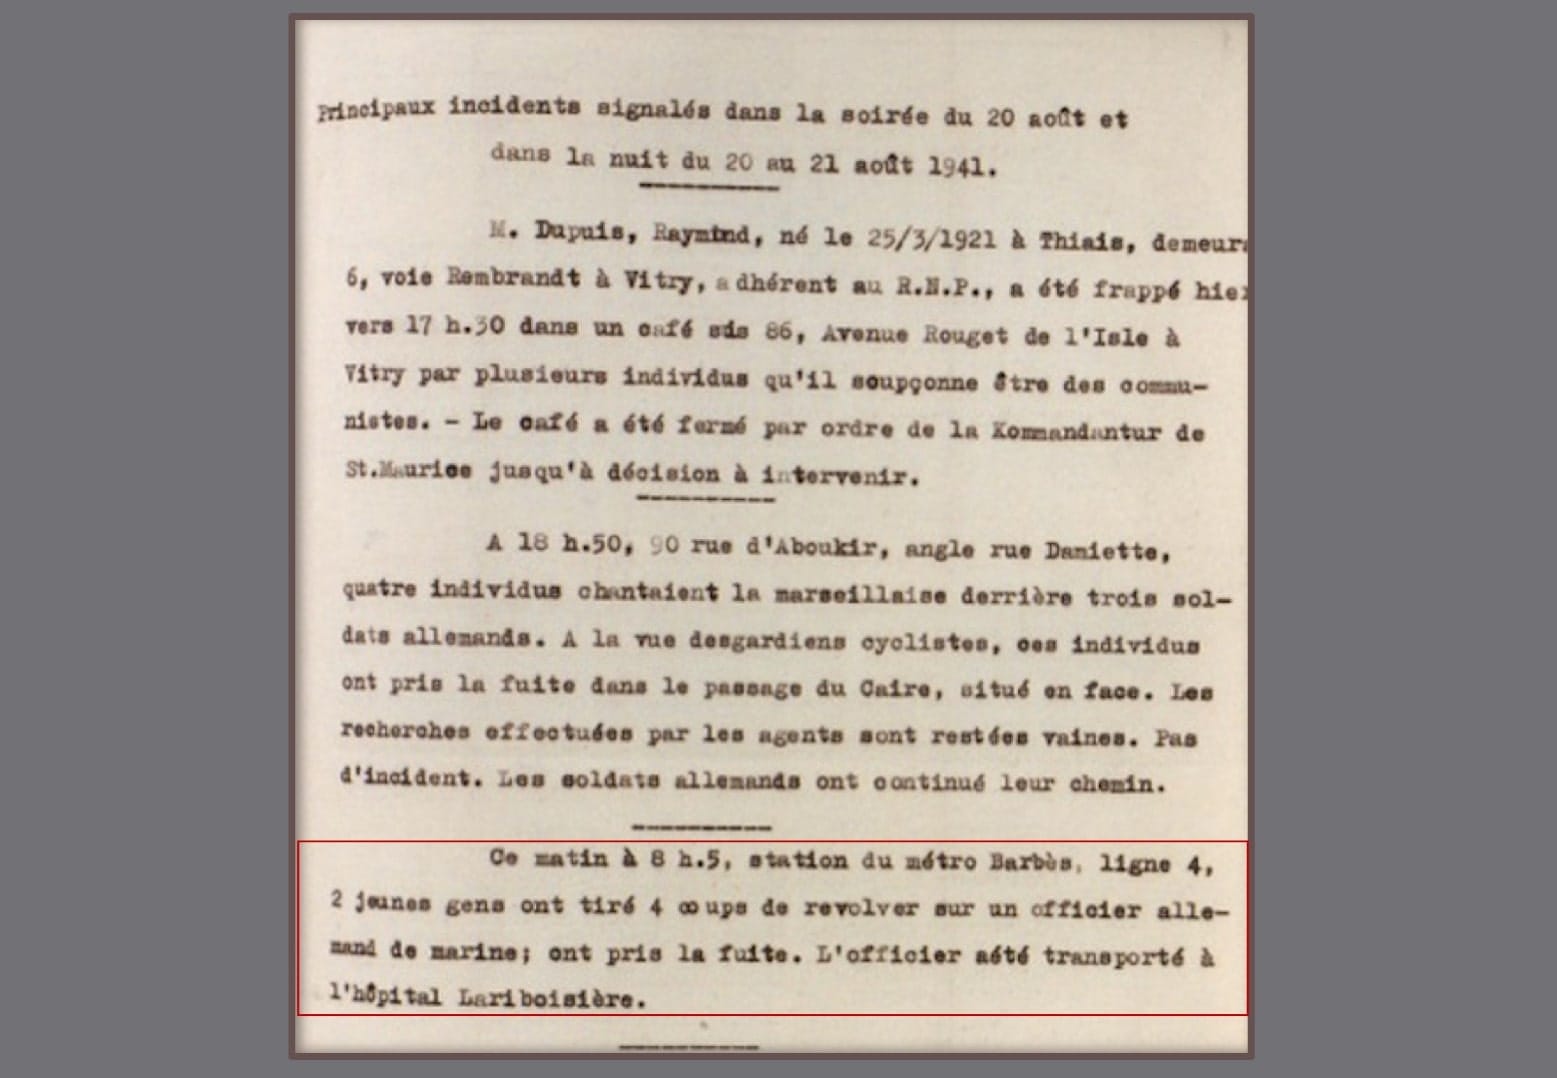 Principaux incidents signalés dans la soirée du 20 août et
dans la nuit du 20 au 21 août 1941.
M. Dupuis, Raymond, né le 25/3/1921 à Thiais, demeura
6, voie Rembrandt à Vitry, adhérent au R.N.P., a été frappé hier
vers 17 h.30 dans un café sis 86, Avenue Rouget de l'Isle à
Vitry par plusieurs individus qu'il soupçonne être des commu-
nistes. - Le café a été fermé par ordre de la Kommandantur de
St.Maurice jusqu'à décision à intervenir.
A 18 h.50, 90 rue d'Aboukir, angle rue Damiette,
quatre individus chantaient la marseillaise derrière trois sol-
dats allemands. A la vue desgardiens cyclistes, ces individus
ont pris la fuite dans le passage du Caire, situé en face. Les
recherches effectuées par les agents sont restées vaines. Pas
d'incident. Les soldats allemands ont continué leur chemin.
Ce matin à 8 h.5, station du métro Barbès, ligne 4,
2 jeunes gens ont tiré 4 coups de revolver sur un officier alle-
mand de marine; ont pris la fuite. L'officier aété transporté à
l'hôpital Lariboisière.